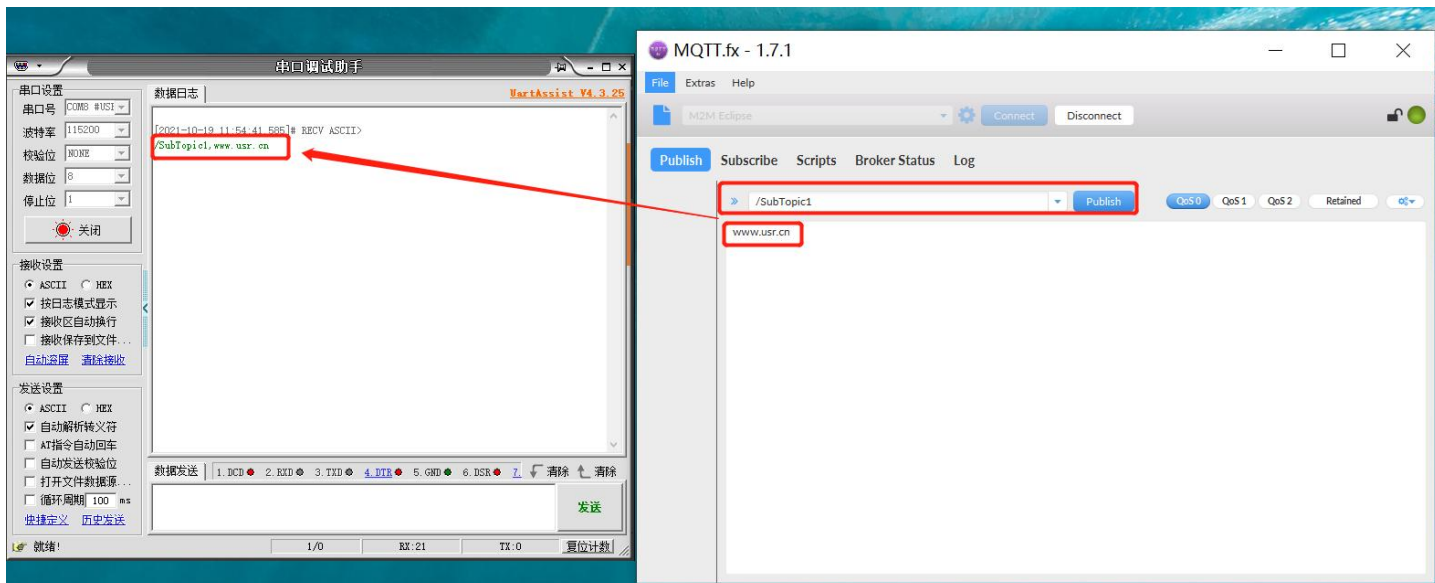 串口调试助手
串口设置
串口号 COM8 #USI
波特率 115200
校验位 NONE
数据位 8
停止位 1
关闭
接收设置
ASCII HEX
按日志模式显示
接收区自动换行
接收保存到文件...
自动滚屏 清除接收
发送设置
ASCII HEX
自动解析转义符
AT指令自动回车
自动发送校验位
打开文件数据源...
循环周期 100 ms
快捷定义 历史发送
就绪!
数据日志
UartAssist V4.3.25
[2021-10-19 11:54:41.585]# RECV ASCII>
/SubTopic1,www.usr.cn
数据发送 1.DCD 2.RXD 3.TXD 4.DTR 5.GND 6.DSR 7. 清除 清除
发送
1/0 RX:21 TX:0 复位计数
MQTT.fx - 1.7.1
File Extras Help
M2M Eclipse Connect Disconnect
Publish Subscribe Scripts Broker Status Log
/SubTopic1 Publish QoS 0 QoS 1 QoS 2 Retained
www.usr.cn